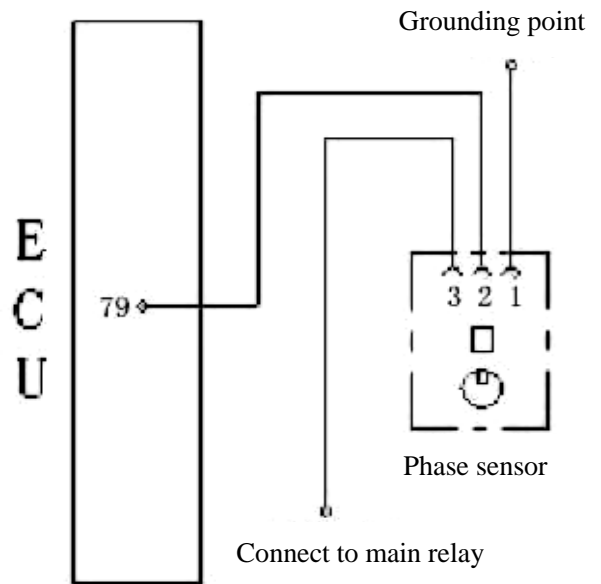 Grounding point
E
C
U
79
3 2 1
Phase sensor
Connect to main relay